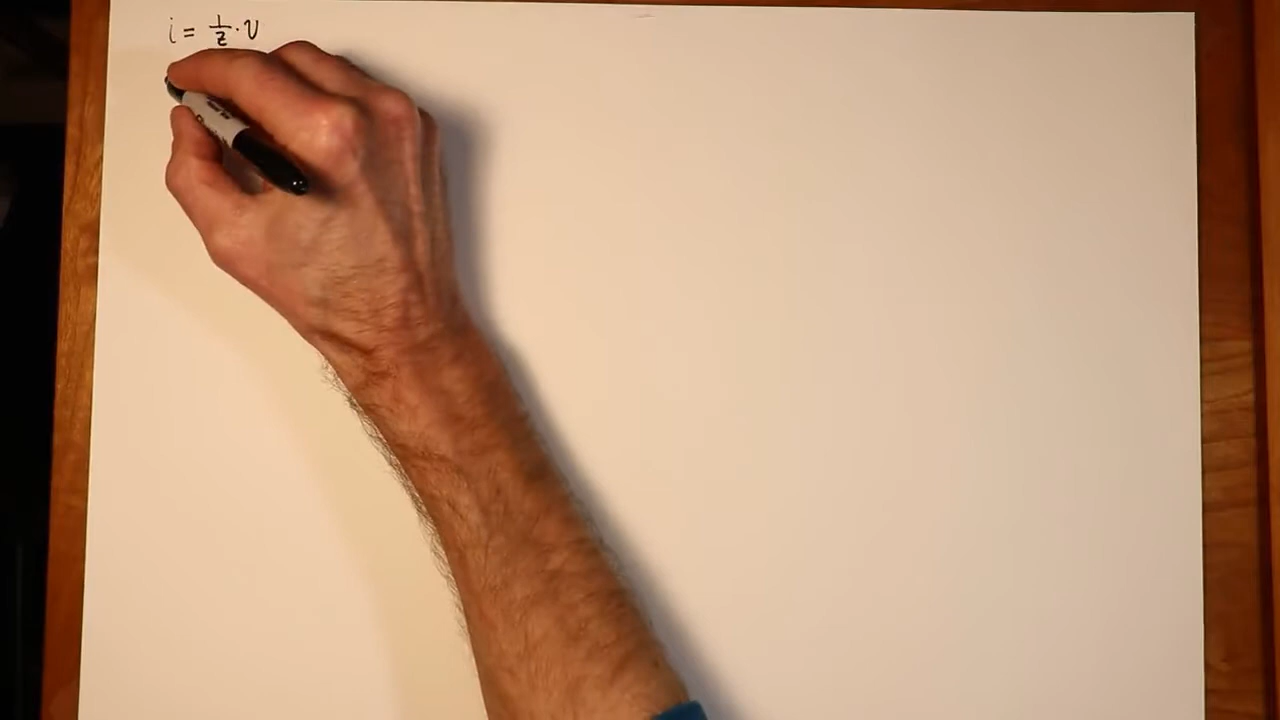 i = 1/z · v